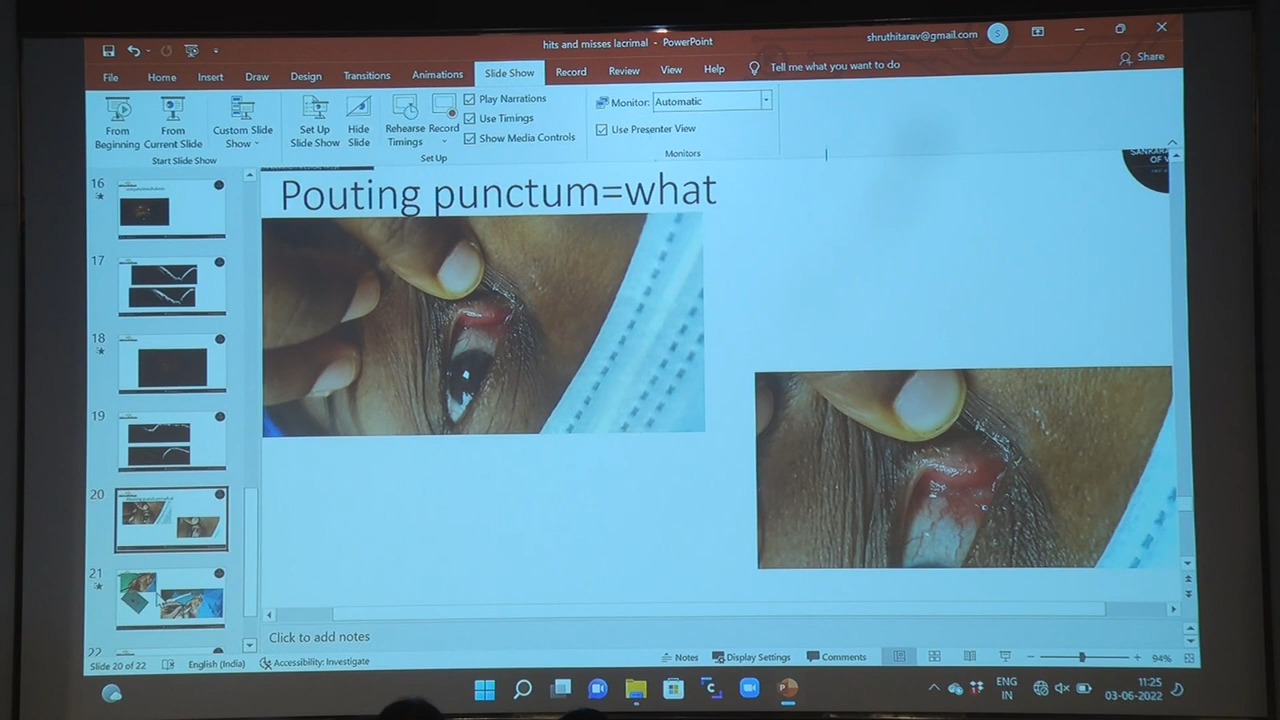 hits and misses lacrimal - PowerPoint
shruthitarav@gmail.com
S
File
Home
Insert
Draw
Design
Transitions
Animations
Slide Show
Record
Review
View
Help
Tell me what you want to do
Share
From Beginning
From Current Slide
Custom Slide Show
Start Slide Show
Set Up Slide Show
Hide Slide
Rehearse Timings
Record
Play Narrations
Use Timings
Show Media Controls
Set Up
Monitor: Automatic
Use Presenter View
Monitors
16
17
18
19
20
21
22
Pouting punctum=what
Click to add notes
Slide 20 of 22
English (India)
Accessibility: Investigate
Notes
Display Settings
Comments
94%
ENG
IN
11:25
03-06-2022